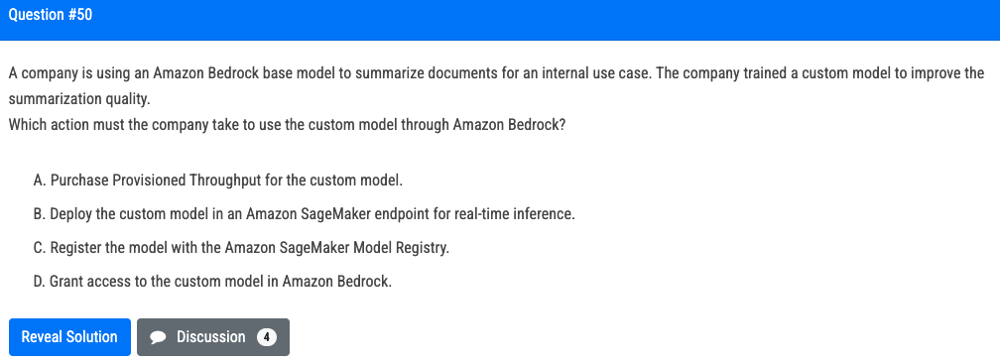 Question #50
A company is using an Amazon Bedrock base model to summarize documents for an internal use case. The company trained a custom model to improve the
summarization quality.
Which action must the company take to use the custom model through Amazon Bedrock?
A. Purchase Provisioned Throughput for the custom model.
B. Deploy the custom model in an Amazon SageMaker endpoint for real-time inference.
C. Register the model with the Amazon SageMaker Model Registry.
D. Grant access to the custom model in Amazon Bedrock.
Reveal Solution Discussion 4